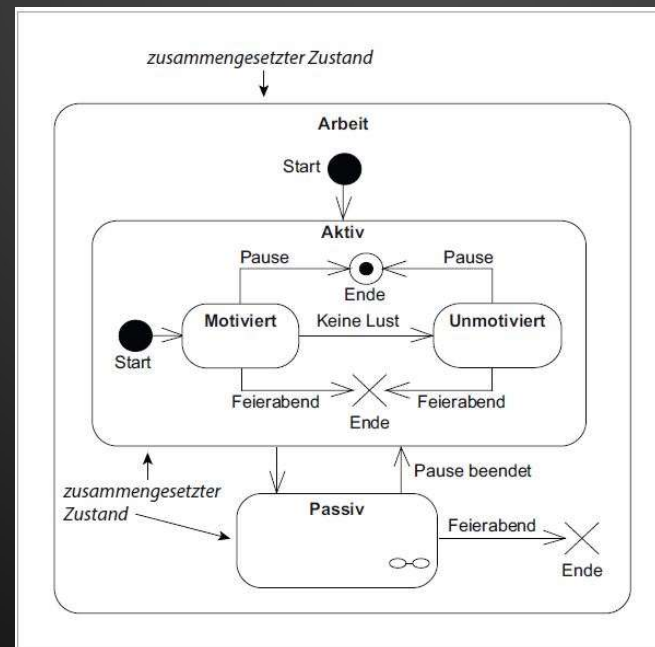 zusammengesetzter Zustand
Arbeit
Start
Aktiv
Pause
Pause
Ende
Motiviert
Keine Lust
Unmotiviert
Start
Feierabend
Feierabend
Ende
Pause beendet
zusammengesetzter
Zustand
Passiv
Feierabend
Ende